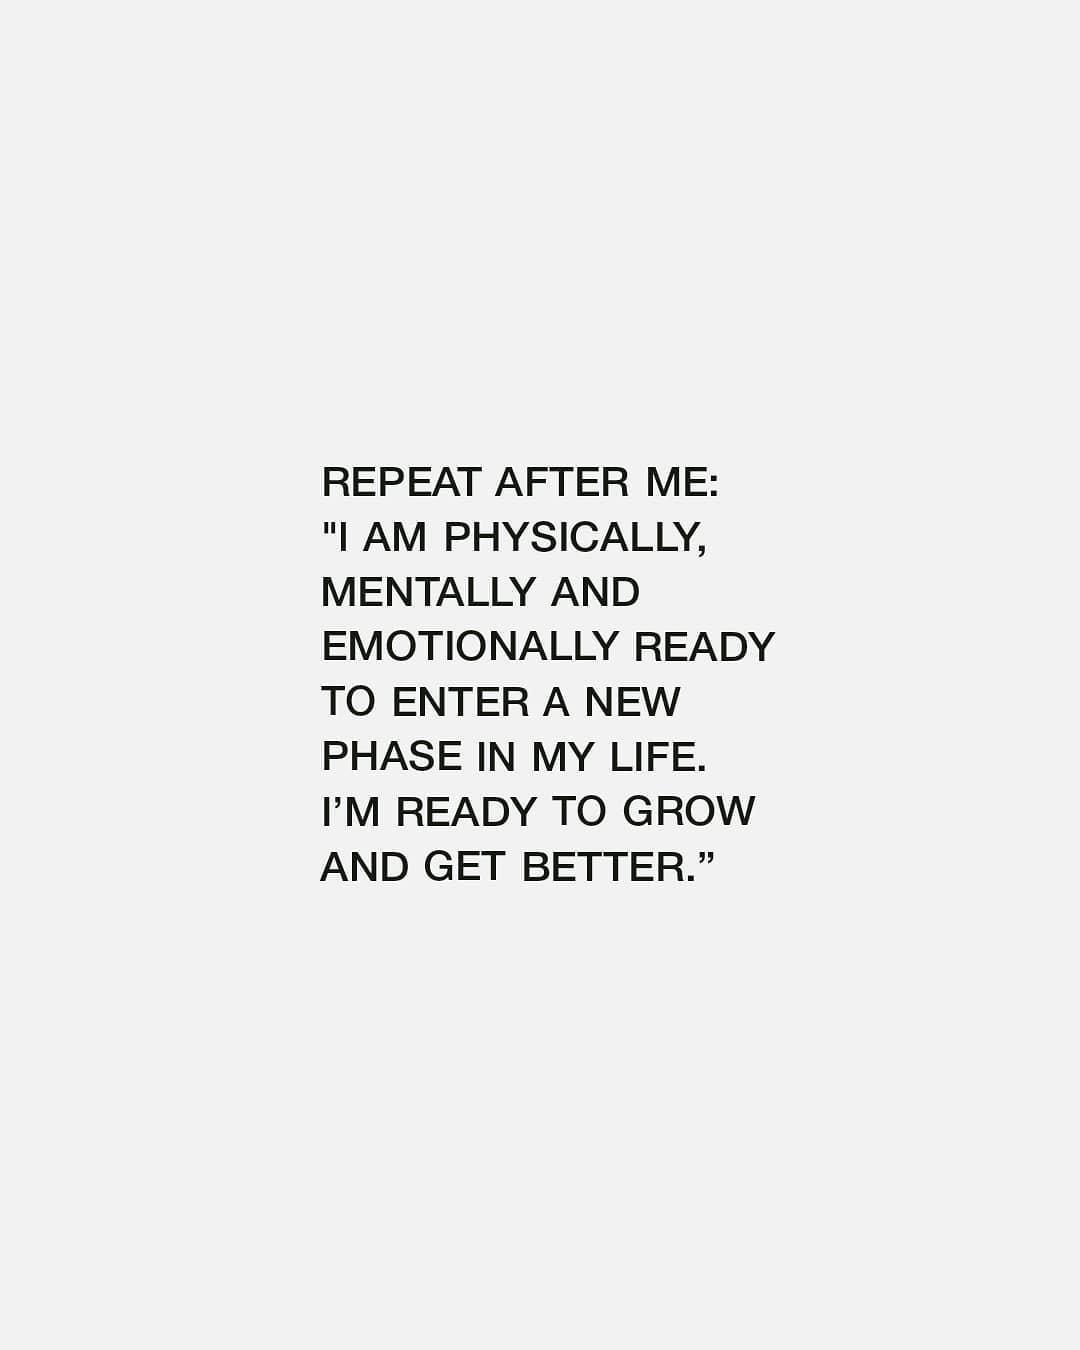 REPEAT AFTER ME:
"I AM PHYSICALLY,
MENTALLY AND
EMOTIONALLY READY
TO ENTER A NEW
PHASE IN MY LIFE.
I’M READY TO GROW
AND GET BETTER.”